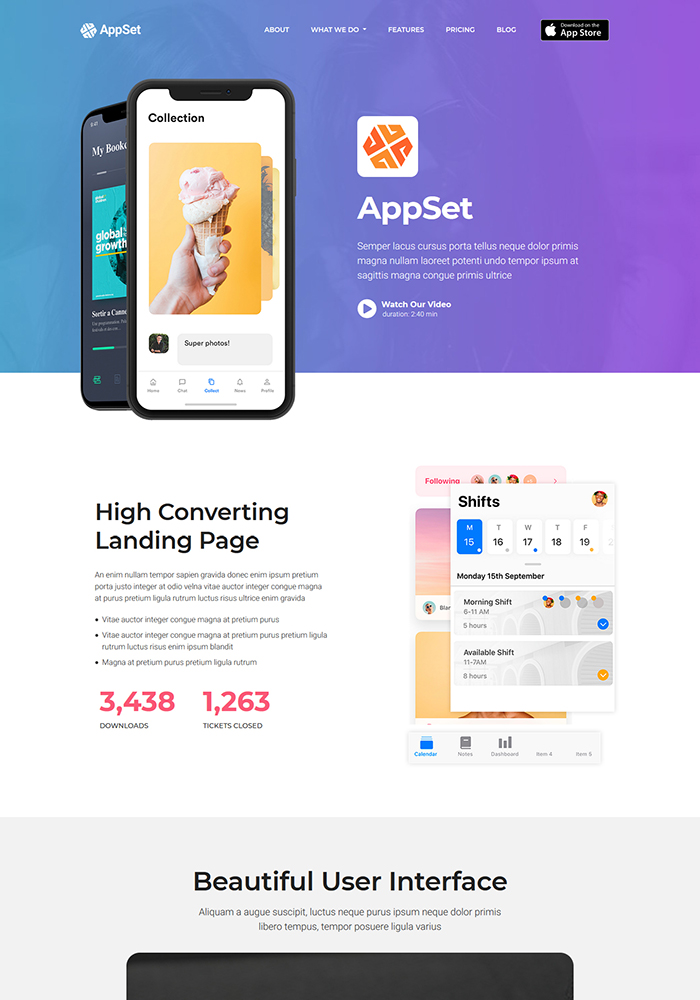 AppSet
ABOUT
WHAT WE DO
FEATURES
PRICING
BLOG
Download on the
App Store
Collection
My Book
global
growth
Sortir a Canne
Super photos!
Home
Chat
Collect
News
Profile
AppSet
Semper lacus cursus porta tellus neque dolor primis
magna nullam laoreet potenti undo tempor ipsum at
sagittis magna congue primis ultrice
Watch Our Video
duration: 2:40 min
High Converting
Landing Page
An enim nullam tempor sapien gravida donec enim ipsum pretium
porta justo integer at odio velna vitae auctor integer congue magna
at purus pretium ligula rutrum luctus risus ultrice enim gravida
Vitae auctor integer congue magna at pretium purus
Vitae auctor integer congue magna at pretium purus pretium ligula
rutrum luctus risus enim ipsum blandit
Magna at pretium purus pretium ligula rutrum
3,438
DOWNLOADS
1,263
TICKETS CLOSED
Following
Shifts
M T W T F
15 16 17 18 19 2
Monday 15th September
Morning Shift
6-11 AM
5 hours
Available Shift
11-7AM
8 hours
Blan
Calendar
Notes
Dashboard
Item 4
Item 5
Beautiful User Interface
Aliquam a augue suscipit, luctus neque purus ipsum neque dolor primis
libero tempus, tempor posuere ligula varius